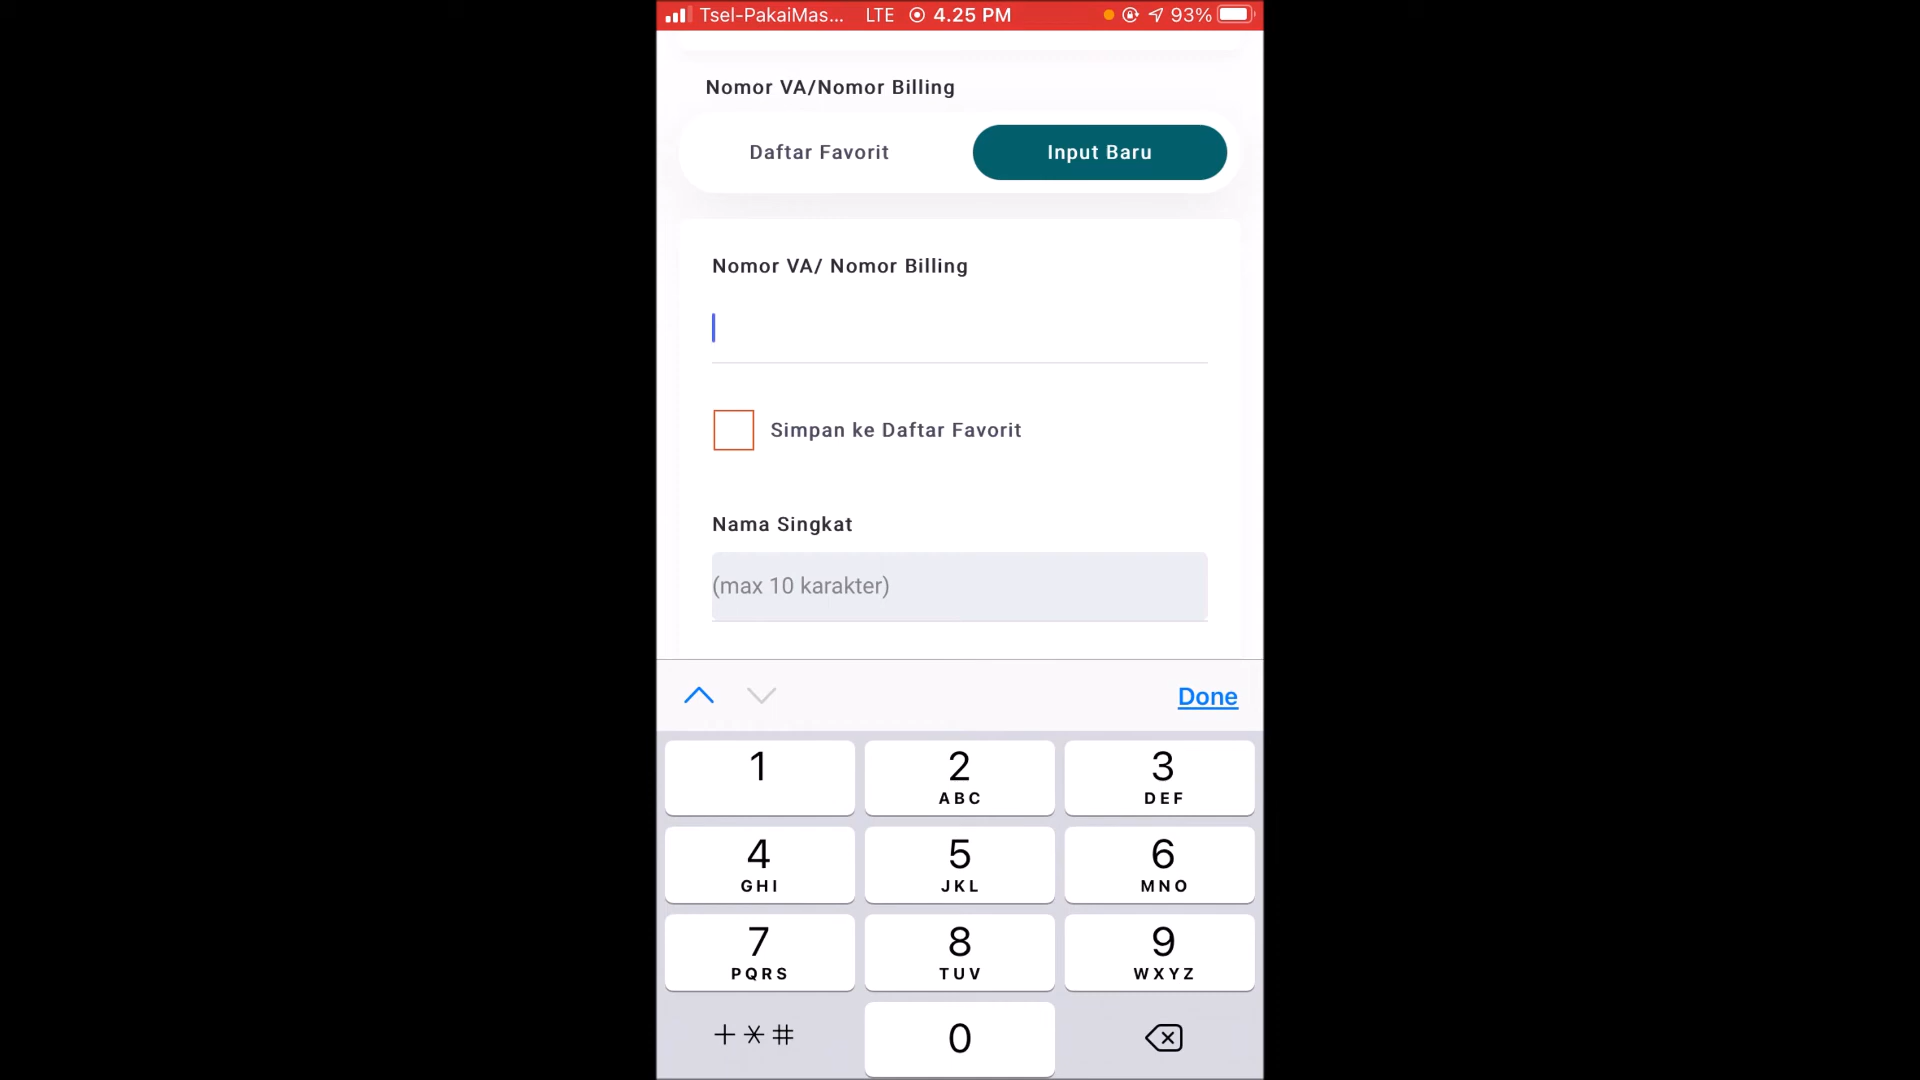 Tsel-PakaiMas... LTE 4.25 PM 93%
Nomor VA/Nomor Billing
Daftar Favorit Input Baru
Nomor VA/ Nomor Billing
Simpan ke Daftar Favorit
Nama Singkat
(max 10 karakter)
Done
1 2 3
ABC DEF
4 5 6
GHI JKL MNO
7 8 9
PQRS TUV WXYZ
+*# 0